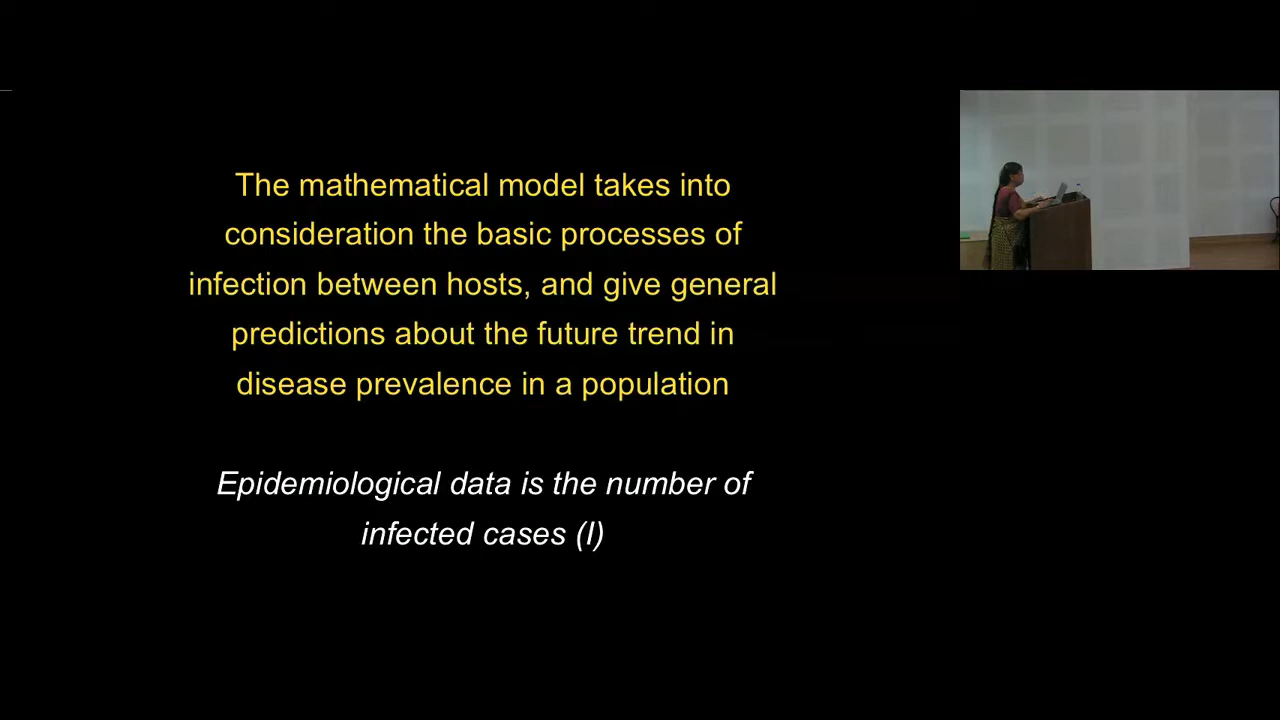 The mathematical model takes into
consideration the basic processes of
infection between hosts, and give general
predictions about the future trend in
disease prevalence in a population
Epidemiological data is the number of
infected cases (I)